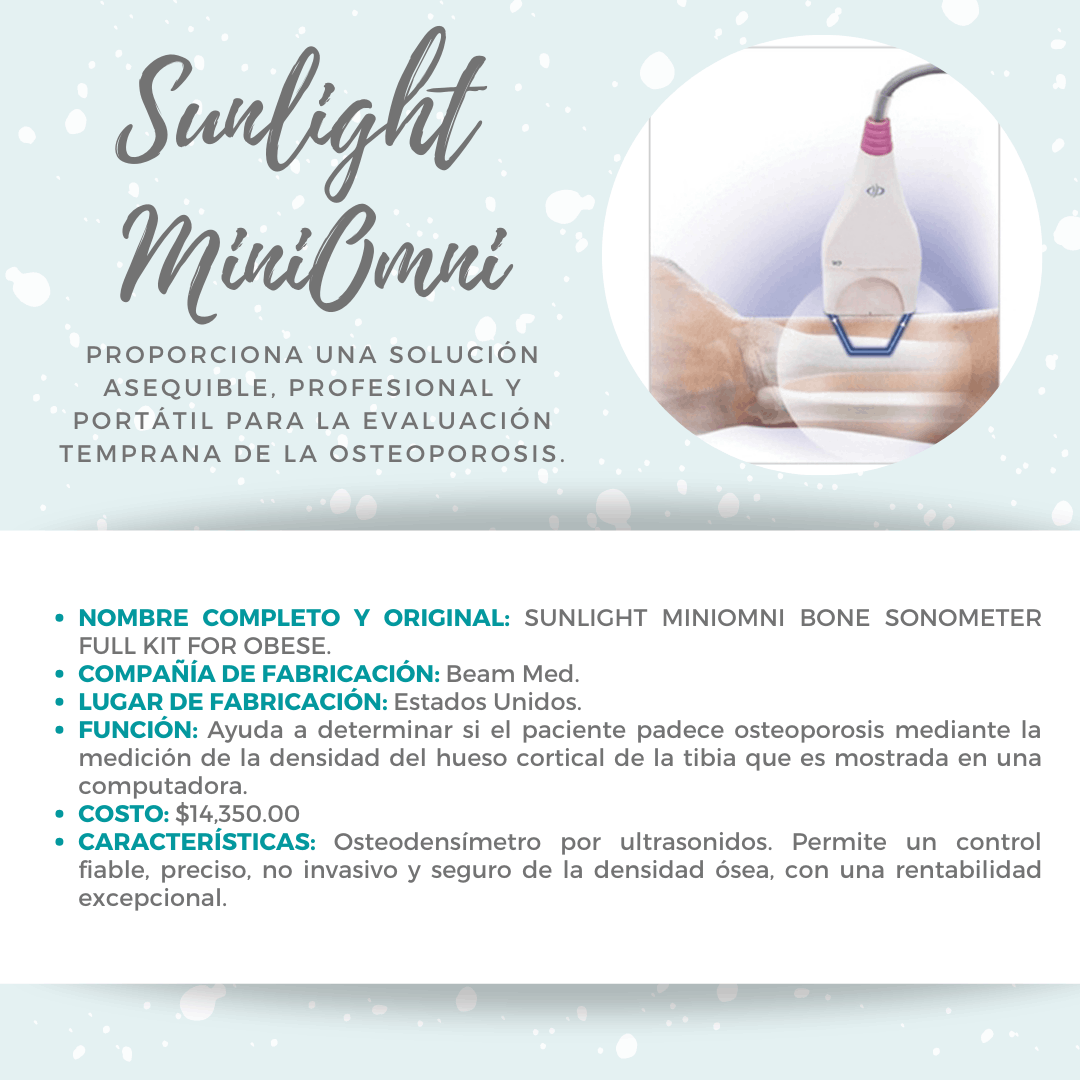 Sunlight
MiniOmni
PROPORCIONA UNA SOLUCIÓN
ASEQUIBLE, PROFESIONAL Y
PORTÁTIL PARA LA EVALUACIÓN
TEMPRANA DE LA OSTEOPOROSIS.
• NOMBRE COMPLETO Y ORIGINAL: SUNLIGHT MINIOMNI BONE SONOMETER
FULL KIT FOR OBESE.
• COMPAÑÍA DE FABRICACIÓN: Beam Med.
• LUGAR DE FABRICACIÓN: Estados Unidos.
• FUNCIÓN: Ayuda a determinar si el paciente padece osteoporosis mediante la
medición de la densidad del hueso cortical de la tibia que es mostrada en una
computadora.
• COSTO: $14,350.00
• CARACTERÍSTICAS: Osteodensímetro por ultrasonidos. Permite un control
fiable, preciso, no invasivo y seguro de la densidad ósea, con una rentabilidad
excepcional.